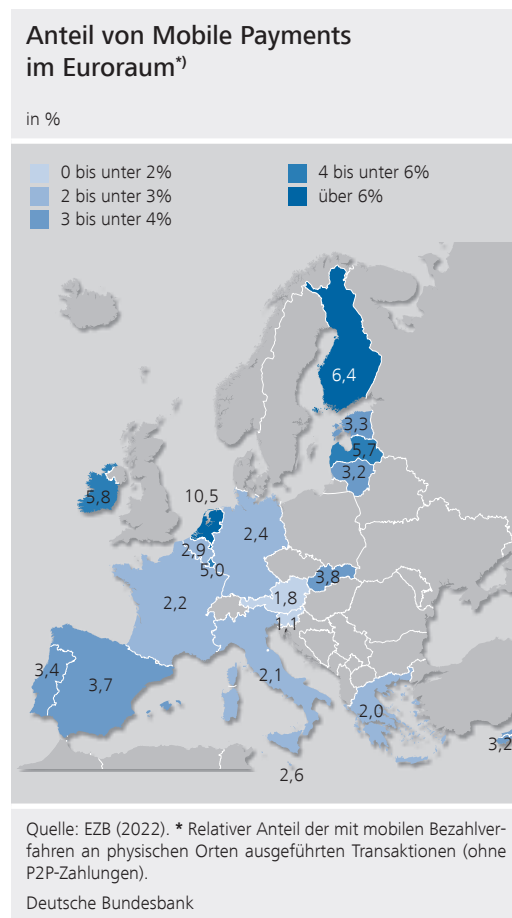 Anteil von Mobile Payments
im Euroraum*)
in %
0 bis unter 2%
2 bis unter 3%
3 bis unter 4%
4 bis unter 6%
über 6%
6,4
3,3
5,7
3,2
5,8
10,5
2,4
2,9
5,0
3,8
2,2
1,8
1,1
3,4
3,7
2,1
2,0
3,2
2,6
Quelle: EZB (2022). * Relativer Anteil der mit mobilen Bezahlver-
fahren an physischen Orten ausgeführten Transaktionen (ohne
P2P-Zahlungen).
Deutsche Bundesbank